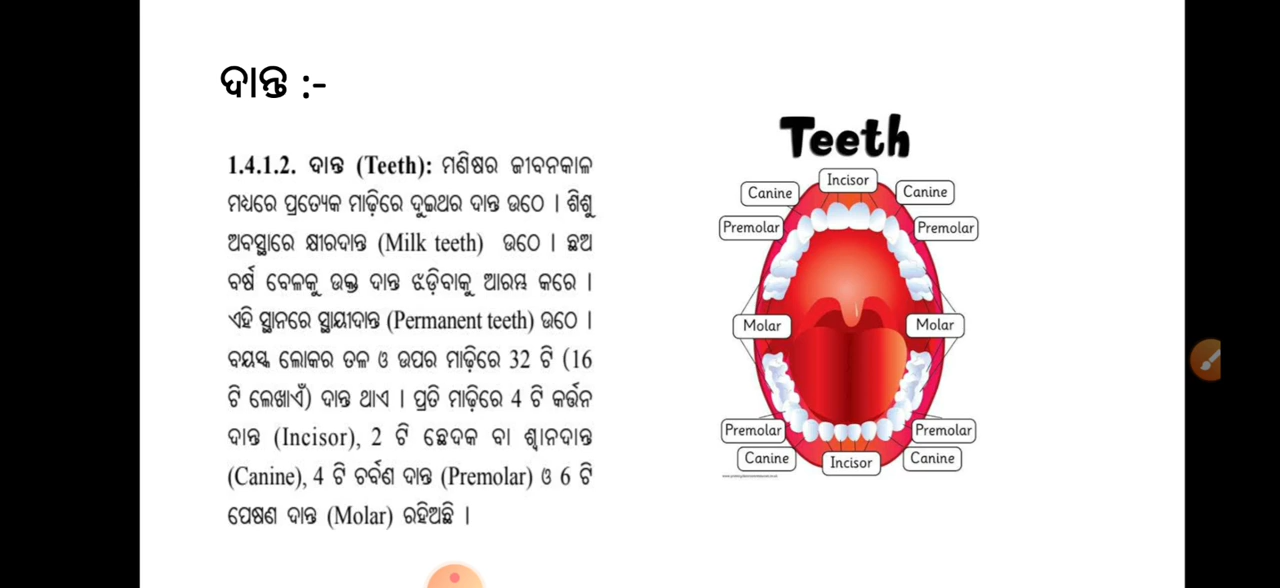 ଦାନ୍ତ :-
1.4.1.2. ଦାନ୍ତ (Teeth): ମଣିଷର ଜୀବନକାଳ
ମଧ୍ୟରେ ପ୍ରତ୍ୟେକ ମାଢ଼ିରେ ଦୁଇଥର ଦାନ୍ତ ଉଠେ । ଶିଶୁ
ଅବସ୍ଥାରେ କ୍ଷୀରଦାନ୍ତ (Milk teeth) ଉଠେ । ଛଅ
ବର୍ଷ ବେଳକୁ ଉକ୍ତ ଦାନ୍ତ ଝଡ଼ିବାକୁ ଆରମ୍ଭ କରେ ।
ଏହି ସ୍ଥାନରେ ସ୍ଥାୟୀଦାନ୍ତ (Permanent teeth) ଉଠେ ।
ବୟସ୍କ ଲୋକର ତଳ ଓ ଉପର ମାଢ଼ିରେ 32 ଟି (16
ଟି ଲେଖାଏଁ) ଦାନ୍ତ ଥାଏ । ପ୍ରତି ମାଢ଼ିରେ 4 ଟି କର୍ତ୍ତନ
ଦାନ୍ତ (Incisor), 2 ଟି ଛେଦକ ବା ଶ୍ୱାନଦାନ୍ତ
(Canine), 4 ଟି ଚର୍ବଣ ଦାନ୍ତ (Premolar) ଓ 6 ଟି
ପେଷଣ ଦାନ୍ତ (Molar) ରହିଅଛି ।
Teeth
Incisor
Canine
Canine
Premolar
Premolar
Molar
Molar
Premolar
Premolar
Canine
Incisor
Canine